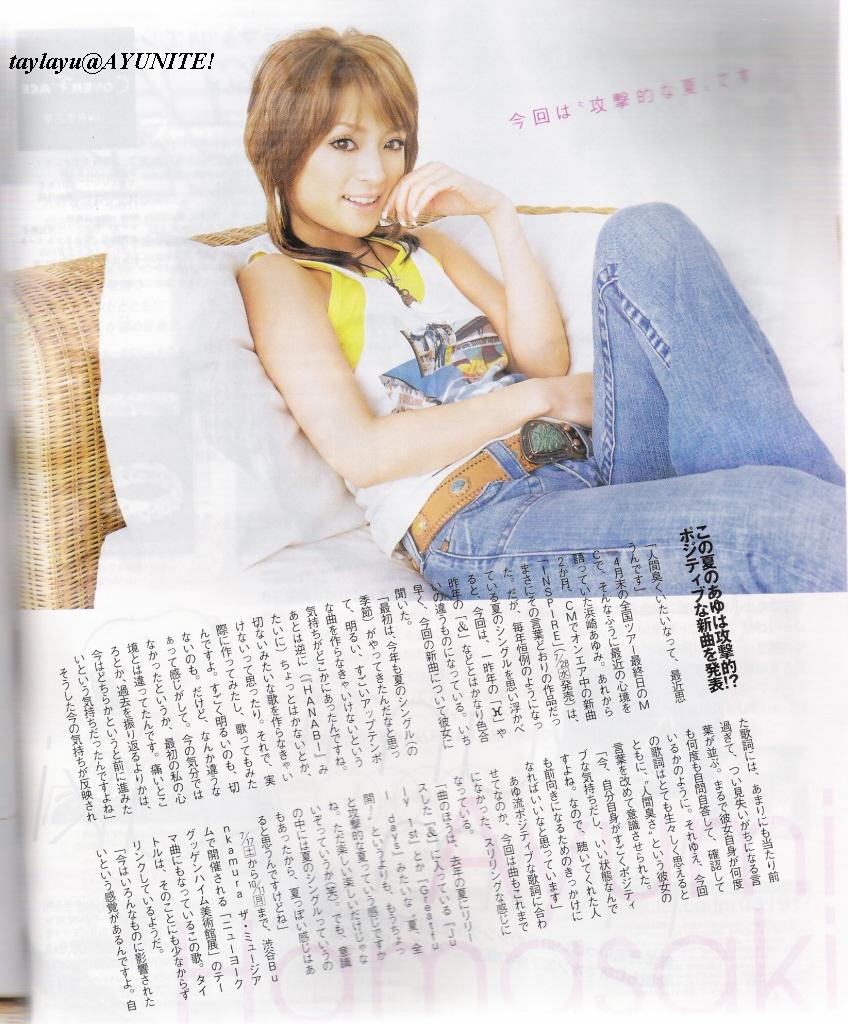 taylayu@AYUNITE!
COVER FACE
今回は“攻撃的な夏”です
この夏のあゆは攻撃的!?
ポジティブな新曲を発表
「人間臭くいたいなって、最近思
うんです」
4月末の全国ツアー最終日のM
Cで、そんなふうに最近の心境を
語っていた浜崎あゆみ。あれから
2か月、CMでオンエア中の新曲
「INSPIRE」(7/28㊌発売)は、
まさにその言葉どおりの作品だっ
た。だが、毎年恒例のようになっ
ている夏のシングルを思い浮かべ
ると、今回は、一昨年の「H」や
昨年の「&」などとはかなり色合
いの違うものになっている。いち
早く、今回の新曲について彼女に
聞いた。
「最初は、今年も夏のシングル(の
季節)がやってきたんだなと思っ
て、明るい、すごいアップテンポ
な曲を作らなきゃいけないという
気持ちがどこかにあったんですね。
あとは逆に(『HANABI』み
たいに)ちょっとはかないとか、
切ないみたいな歌を作らなきゃい
けないって思ったり。それで、実
際に作ってみたし、歌ってもみた
んですよ。すごく明るいのも、切
ないのも。だけど、なんか違うな
ぁって感じがして。今の気分では
なかったというか、最初の私の心
境とは違ってたんです。痛いとこ
ろとか、過去を振り返るよりかは、
今はどちらかというと前に進みた
いという気持ちだったんですよね」
そうした今の気持ちが反映され
た歌詞には、あまりにも当たり前
過ぎて、つい見失いがちになる言
葉が並ぶ。まるで彼女自身が何度
も何度も自問自答して、確認して
いるかのように。それゆえ、今回
の歌詞はとても生々しく思えると
ともに、“人間臭さ”という彼女の
言葉を改めて意識させられた。
「今、自分自身がすごくポジティ
ブな気持ちだし、いい状態なんで
すよね。なので、聴いてくれた人
も前向きになるためのきっかけに
なればいいなと思っています」
あゆ流ポジティブな歌詞に合わ
せてなのか、今回は曲もこれまで
になかった、スリリングな感じに
なっている。
「曲のほうは、去年の夏にリリー
スした『&』に入っている『Ju
ly 1st』とか『Greatfu
l days』みたいな“夏、全
開!”というよりも、もうちょっ
と攻撃的な夏っていう感じですか
ね。ただ楽しい楽しいだけじゃな
いぞっていうか(笑)。でも、意識
の中には夏のシングルっていうの
もあったから、夏っぽい感じはあ
ると思うんですけどね」
7/17㊏から10/11㊊まで、渋谷Bu
nkamura ザ・ミュージア
ムで開催される「ニューヨーク
グッゲンハイム美術館展」のテー
マ曲にもなっているこの歌。タイ
トルは、そのことにも少なからず
リンクしているようだ。
「今はいろんなものに影響された
いという感覚があるんですよ。自
Ayumi
Hamasaki